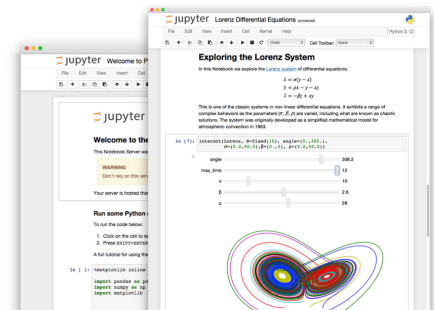 jupyter Welcome to P
File Edit View Insert Cell
jupyter
Welcome to the
This Notebook Server wa
WARNING
Don't rely on this serv
Your server is hosted that
Run some Python
To run the code below:
1. Click on the cell to se
2. Press SHIFT+ENTER
A full tutorial for using the
In [ ]: %matplotlib inline
import pandas as pd
import numpy as np
import matplotlib
jupyter Lorenz Differential Equations
File Edit View Insert Cell Kernel Help
Python 3
Code
Cell Toolbar: None
Exploring the Lorenz System
In this Notebook we explore the Lorenz system of differential equations:
ẋ = σ(y − x)
ẏ = ρx − y − xz
ż = −βz + xy
This is one of the classic systems in non-linear differential equations. It exhibits a range of
complex behaviors as the parameters (σ, β, ρ) are varied, including what are known as chaotic
solutions. The system was originally developed as a simplified mathematical model for
atmospheric convection in 1963.
In [7]: interact(Lorenz, N=fixed(10), angle=(0.,360.),
σ=(0.0,50.0),β=(0.,5), ρ=(0.0,50.0))
angle 308.2
max_time 12
σ 10
β 2.6
ρ 28